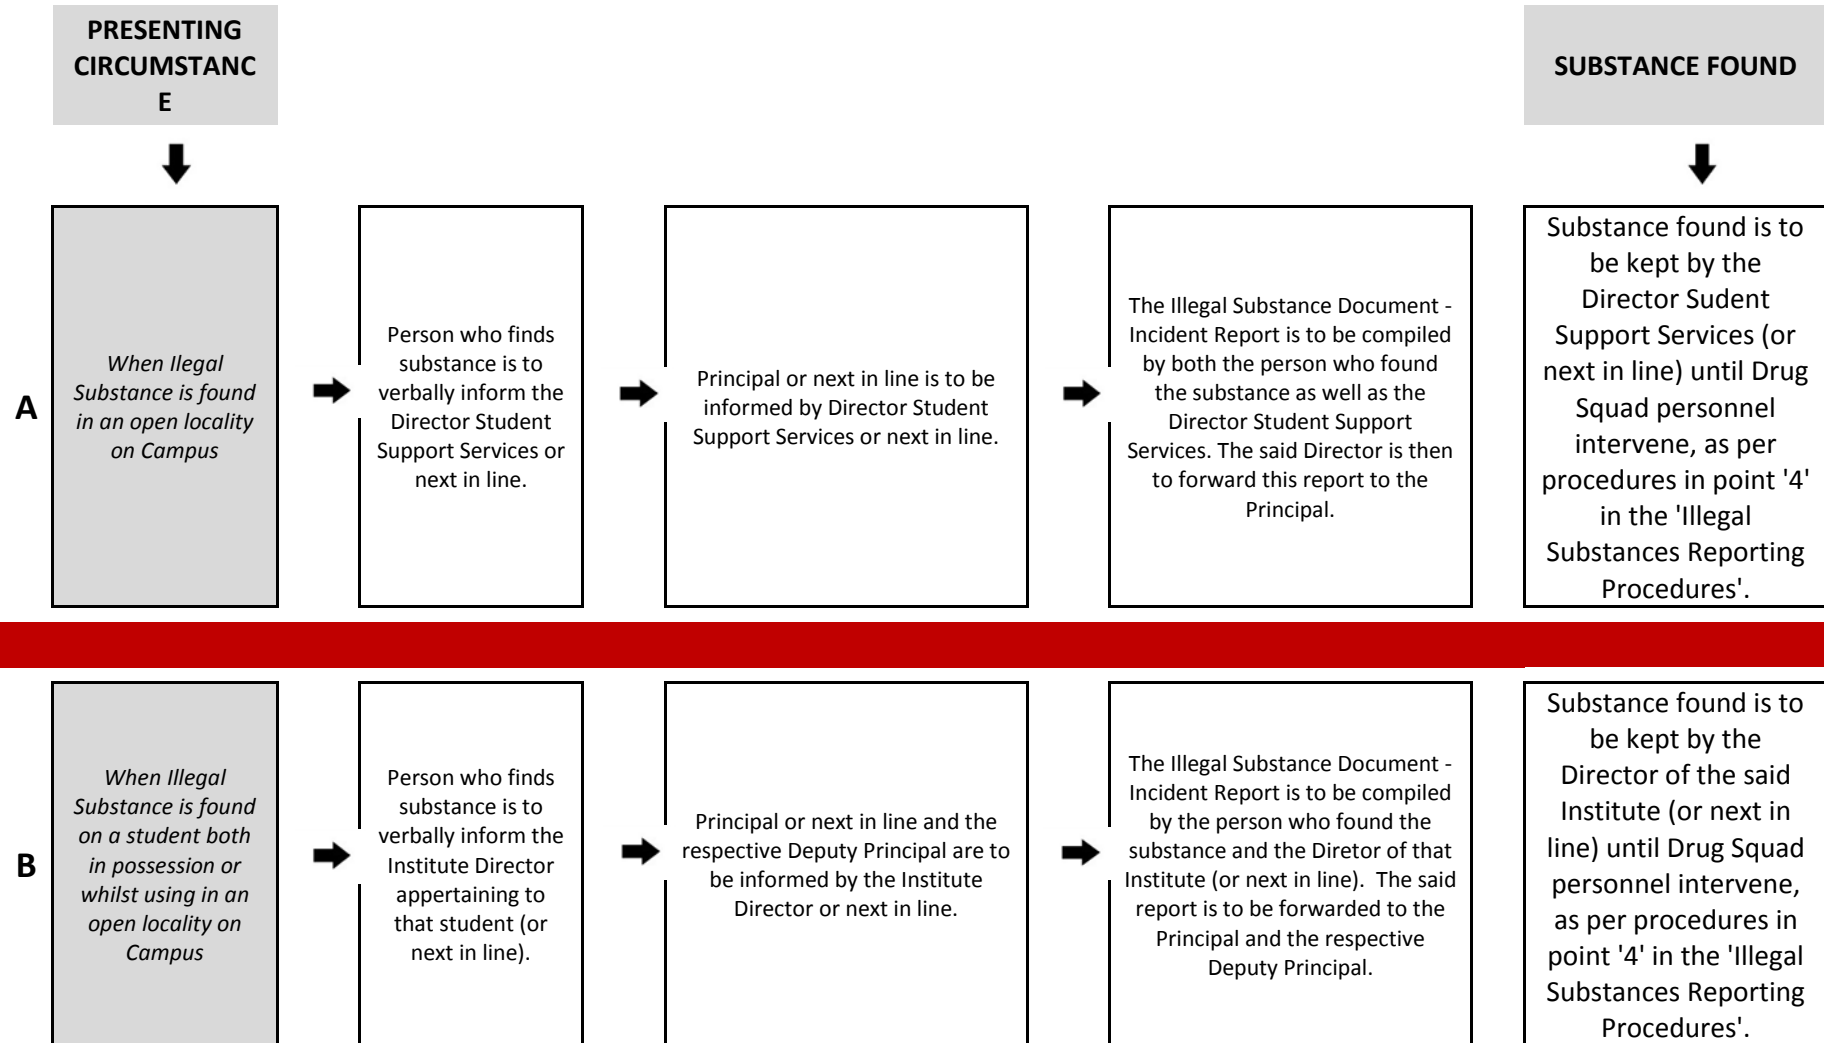 PRESENTING
CIRCUMSTANC
E
SUBSTANCE FOUND
A
When Ilegal
Substance is found
in an open locality
on Campus
Person who finds
substance is to
verbally inform the
Director Student
Support Services or
next in line.
Principal or next in line is to be
informed by Director Student
Support Services or next in line.
The Illegal Substance Document -
Incident Report is to be compiled
by both the person who found
the substance as well as the
Director Student Support
Services. The said Director is then
to forward this report to the
Principal.
Substance found is to
be kept by the
Director Sudent
Support Services (or
next in line) until Drug
Squad personnel
intervene, as per
procedures in point '4'
in the 'Illegal
Substances Reporting
Procedures'.
B
When Illegal
Substance is found
on a student both
in possession or
whilst using in an
open locality on
Campus
Person who finds
substance is to
verbally inform the
Institute Director
appertaining to
that student (or
next in line).
Principal or next in line and the
respective Deputy Principal are to
be informed by the Institute
Director or next in line.
The Illegal Substance Document -
Incident Report is to be compiled
by the person who found the
substance and the Diretor of that
Institute (or next in line).  The said
report is to be forwarded to the
Principal and the respective
Deputy Principal.
Substance found is to
be kept by the
Director of the said
Institute (or next in
line) until Drug Squad
personnel intervene,
as per procedures in
point '4' in the 'Illegal
Substances Reporting
Procedures'.